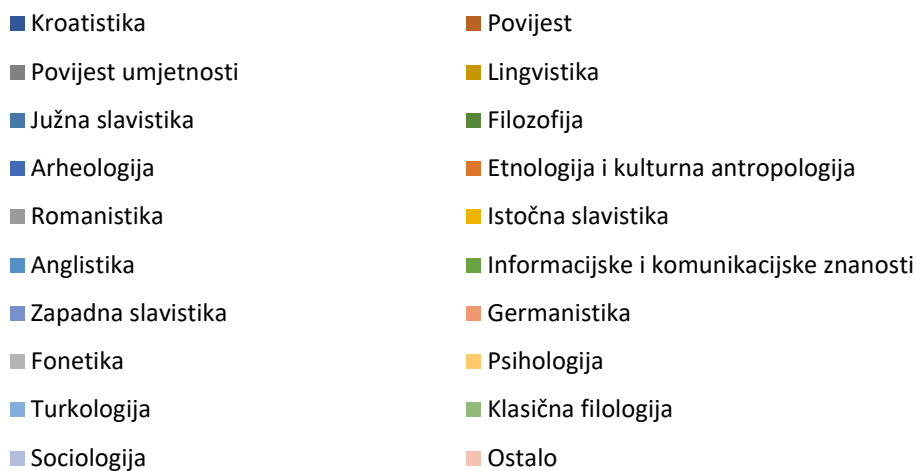 Kroatistika
Povijest
Povijest umjetnosti
Lingvistika
Južna slavistika
Filozofija
Arheologija
Etnologija i kulturna antropologija
Romanistika
Istočna slavistika
Anglistika
Informacijske i komunikacijske znanosti
Zapadna slavistika
Germanistika
Fonetika
Psihologija
Turkologija
Klasična filologija
Sociologija
Ostalo